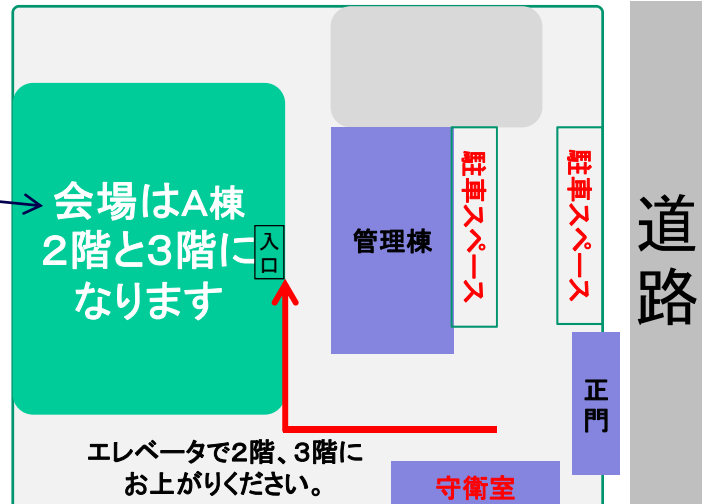 会場はA棟
２階と３階に
なります
入口
管理棟
駐車スペース
駐車スペース
道路
正門
エレベータで２階、３階に
お上がりください。
守衛室